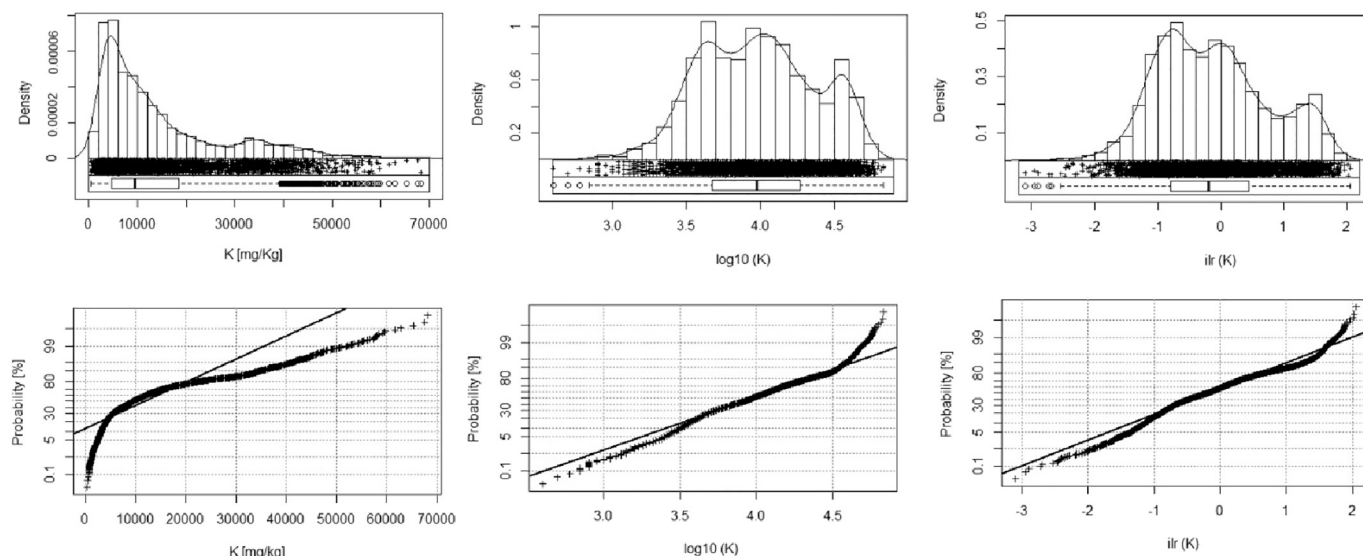 Density
0 0.00002 0.00006
0 10000 30000 50000 70000
K [mg/Kg]
Density
0.2 0.6 1
3.0 3.5 4.0 4.5
log10 (K)
Density
0.1 0.3 0.5
-3 -2 -1 0 1 2
ilr (K)
Probability [%]
0.1 5 30 80 99
0 10000 20000 30000 40000 50000 60000 70000
K [mg/kg]
Probability [%]
0.1 5 30 80 99
3.0 3.5 4.0 4.5
log10 (K)
Probability [%]
0.1 5 30 80 99
-3 -2 -1 0 1 2
ilr (K)